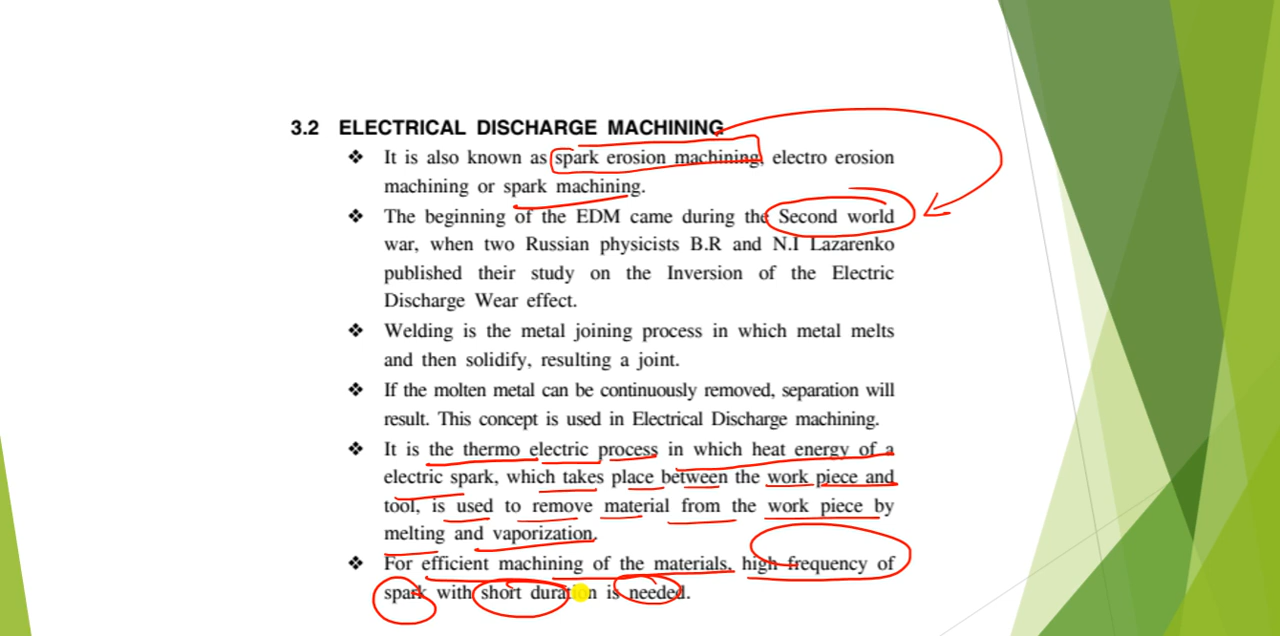 3.2 ELECTRICAL DISCHARGE MACHINING
❖ It is also known as spark erosion machining, electro erosion
machining or spark machining.
❖ The beginning of the EDM came during the Second world
war, when two Russian physicists B.R and N.I Lazarenko
published their study on the Inversion of the Electric
Discharge Wear effect.
❖ Welding is the metal joining process in which metal melts
and then solidify, resulting a joint.
❖ If the molten metal can be continuously removed, separation will
result. This concept is used in Electrical Discharge machining.
❖ It is the thermo electric process in which heat energy of a
electric spark, which takes place between the work piece and
tool, is used to remove material from the work piece by
melting and vaporization.
❖ For efficient machining of the materials, high frequency of
spark with short duration is needed.